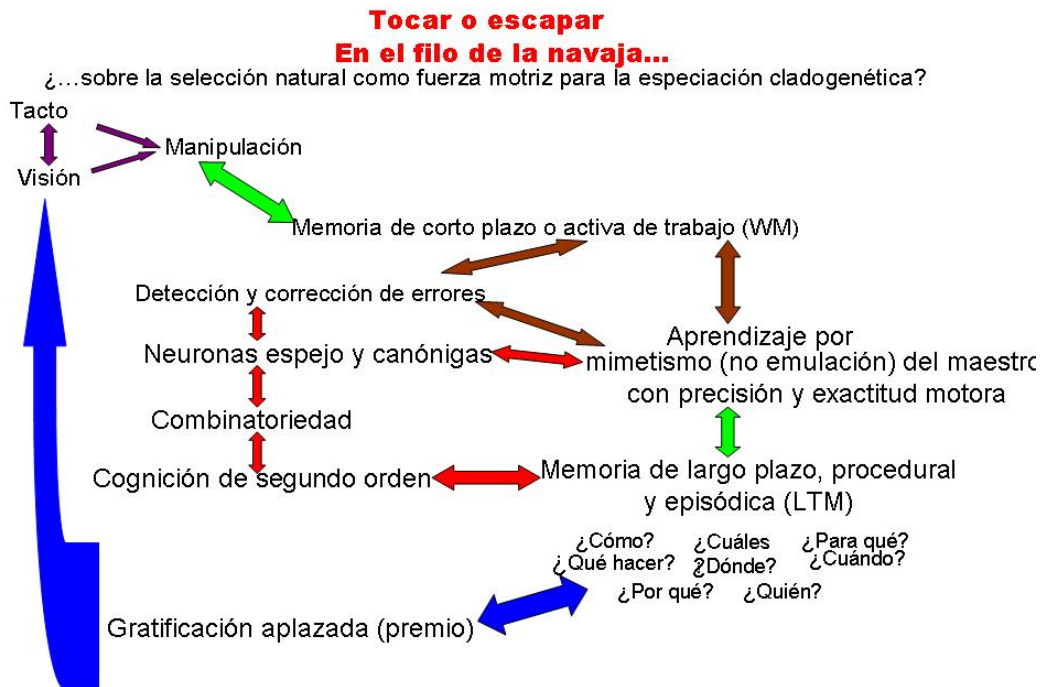 Tocar o escapar
En el filo de la navaja...
¿...sobre la selección natural como fuerza motriz para la especiación cladogenética?
Tacto
Manipulación
Visión
Memoria de corto plazo o activa de trabajo (WM)
Detección y corrección de errores
Aprendizaje por
mimetismo (no emulación) del maestro
con precisión y exactitud motora
Neuronas espejo y canónigas
Combinatoriedad
Cognición de segundo orden
Memoria de largo plazo, procedural
y episódica (LTM)
¿Cómo? ¿Cuáles ? ¿Para qué?
¿Qué hacer? ¿Dónde? ¿Cuándo?
¿Por qué? ¿Quién?
Gratificación aplazada (premio)